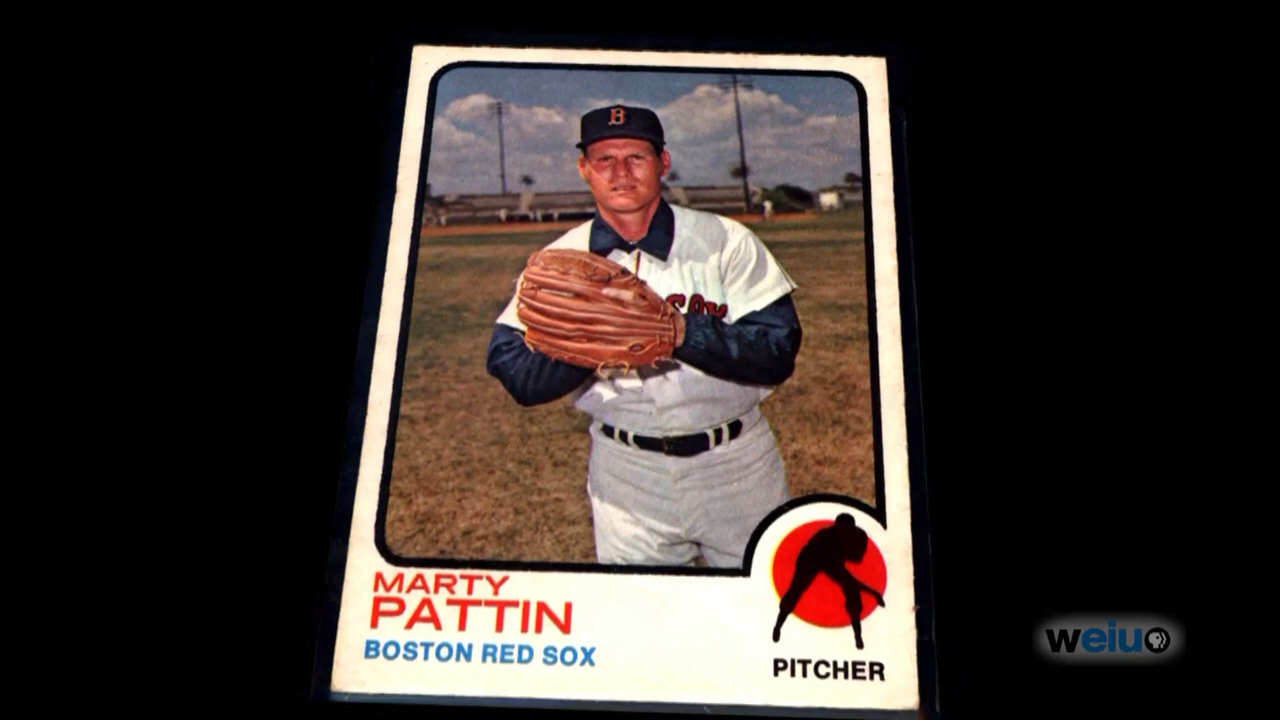 B
SOX
MARTY
PATTIN
BOSTON RED SOX
PITCHER
weiu